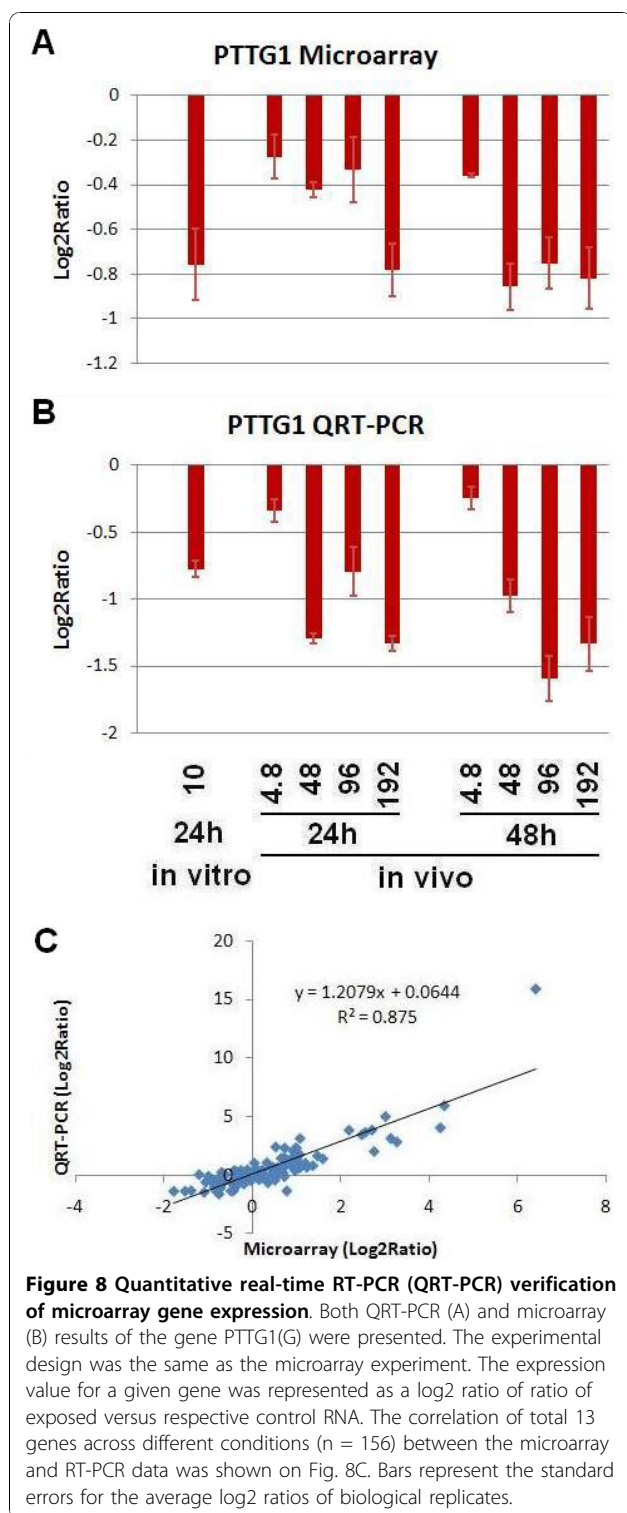 A
PTTG1 Microarray
0
-0.2
-0.4
-0.6
-0.8
-1
-1.2
Log2Ratio
B
PTTG1 QRT-PCR
0
-0.5
-1
-1.5
-2
Log2Ratio
10 4.8 48 96 192 4.8 48 96 192
24h 24h 48h
in vitro in vivo
C
20
15
10
5
0
-5
y = 1.2079x + 0.0644
R² = 0.875
QRT-PCR (Log2Ratio)
-4 -2 0 2 4 6 8
Microarray (Log2Ratio)
Figure 8 Quantitative real-time RT-PCR (QRT-PCR) verification
of microarray gene expression. Both QRT-PCR (A) and microarray
(B) results of the gene PTTG1(G) were presented. The experimental
design was the same as the microarray experiment. The expression
value for a given gene was represented as a log2 ratio of ratio of
exposed versus respective control RNA. The correlation of total 13
genes across different conditions (n = 156) between the microarray
and RT-PCR data was shown on Fig. 8C. Bars represent the standard
errors for the average log2 ratios of biological replicates.